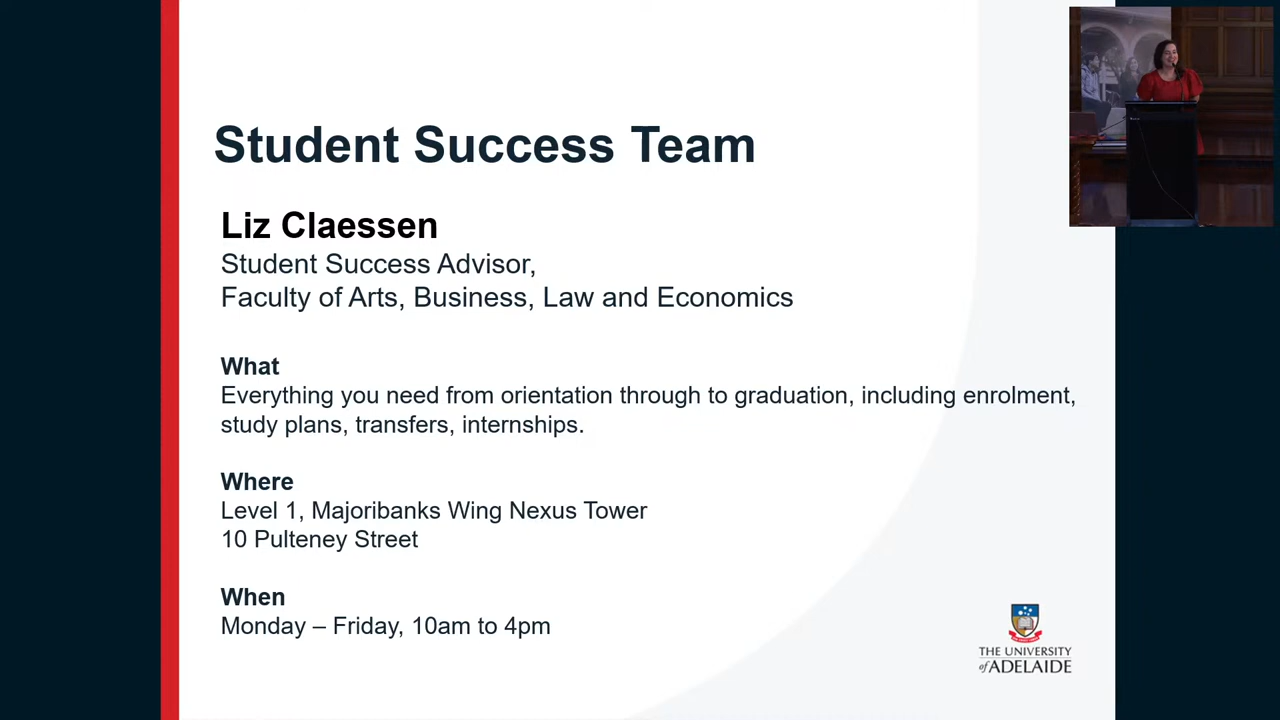 Student Success Team
Liz Claessen
Student Success Advisor,
Faculty of Arts, Business, Law and Economics
What
Everything you need from orientation through to graduation, including enrolment,
study plans, transfers, internships.
Where
Level 1, Majoribanks Wing Nexus Tower
10 Pulteney Street
When
Monday – Friday, 10am to 4pm
THE UNIVERSITY
of ADELAIDE